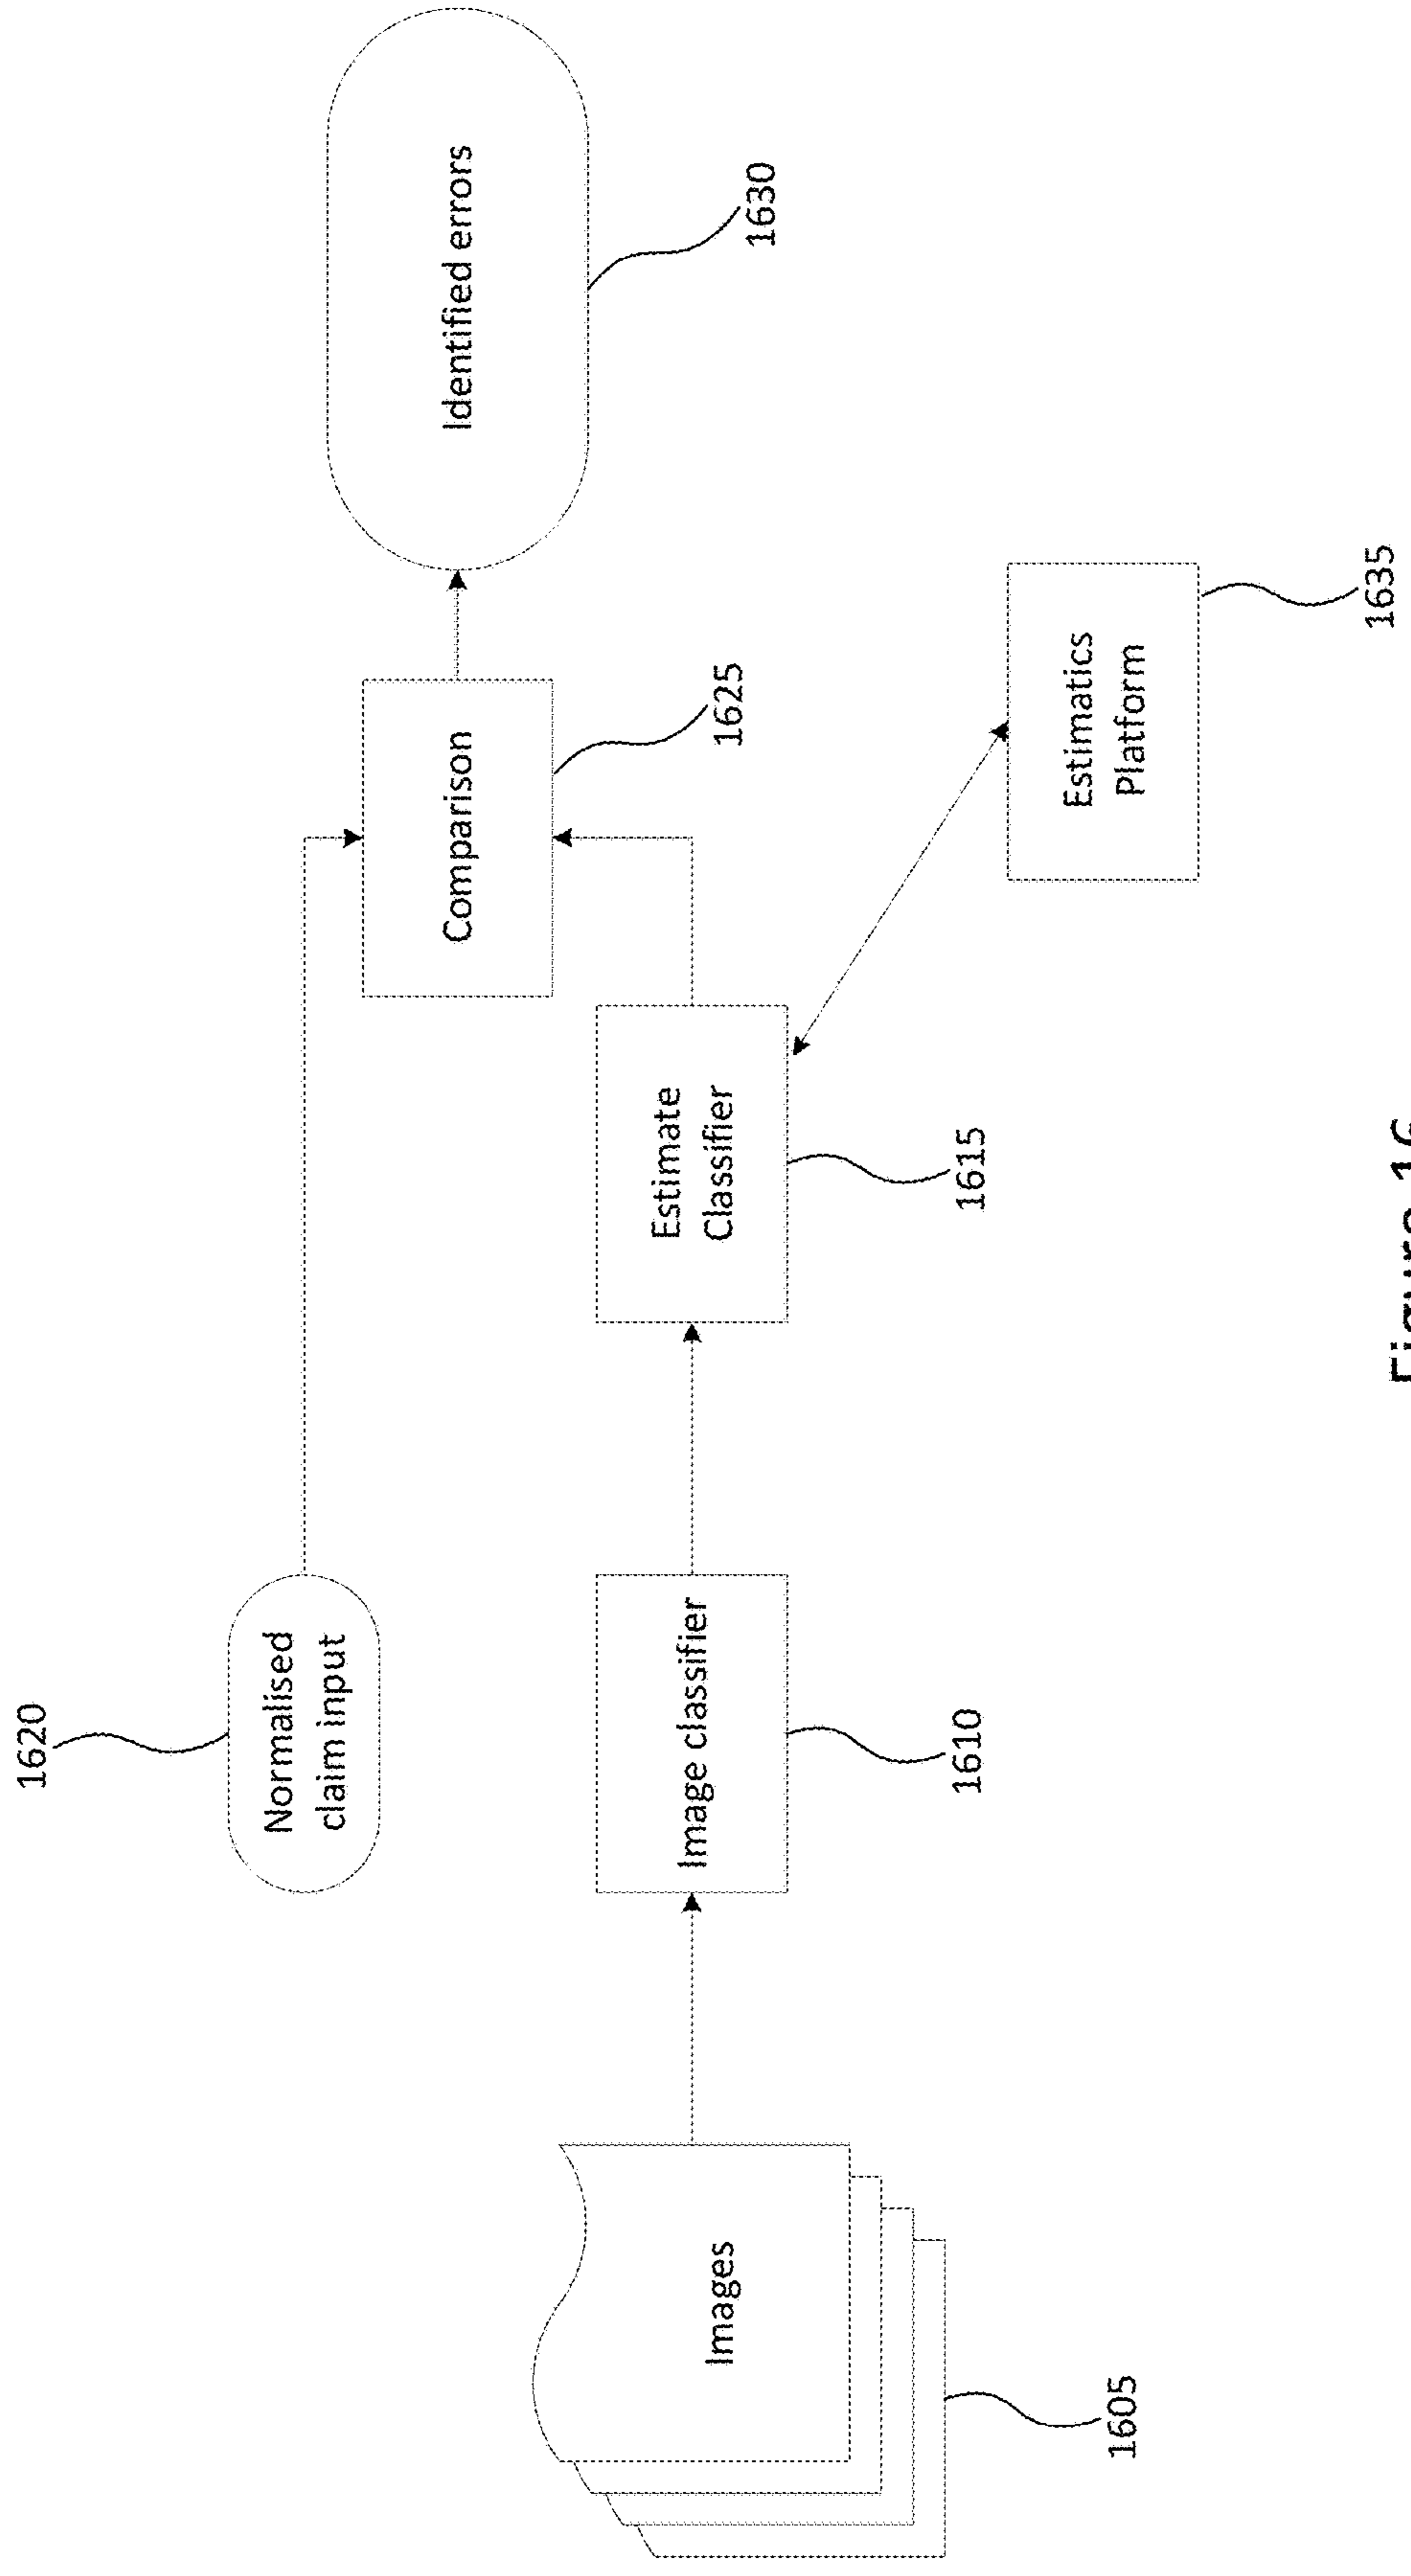 1620
Normalised
claim input
Comparison
1625
Identified errors
1630
Images
1605
Image classifier
1610
Estimate
Classifier
1615
Estimatics
Platform
1635
Figure 16